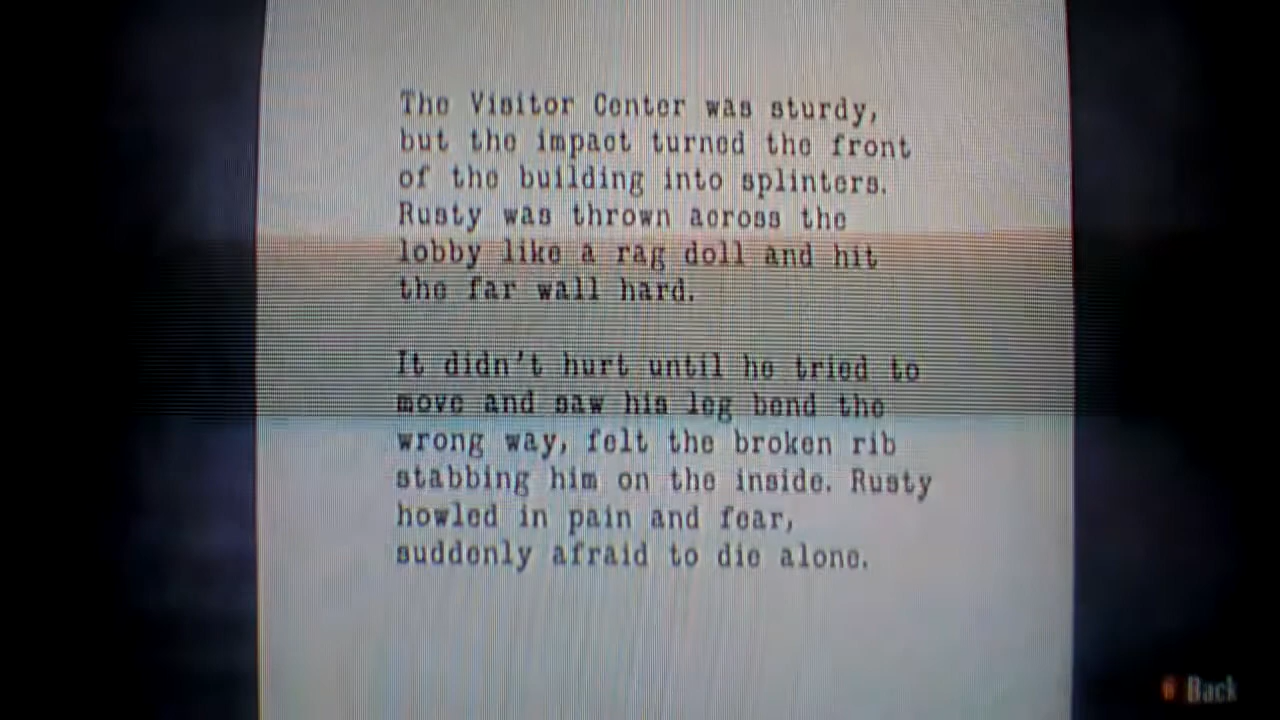 The Visitor Center was sturdy,
but the impact turned the front
of the building into splinters.
Rusty was thrown across the
lobby like a rag doll and hit
the far wall hard.
It didn't hurt until he tried to
move and saw his leg bend the
wrong way, felt the broken rib
stabbing him on the inside. Rusty
howled in pain and fear,
suddenly afraid to die alone.
Back